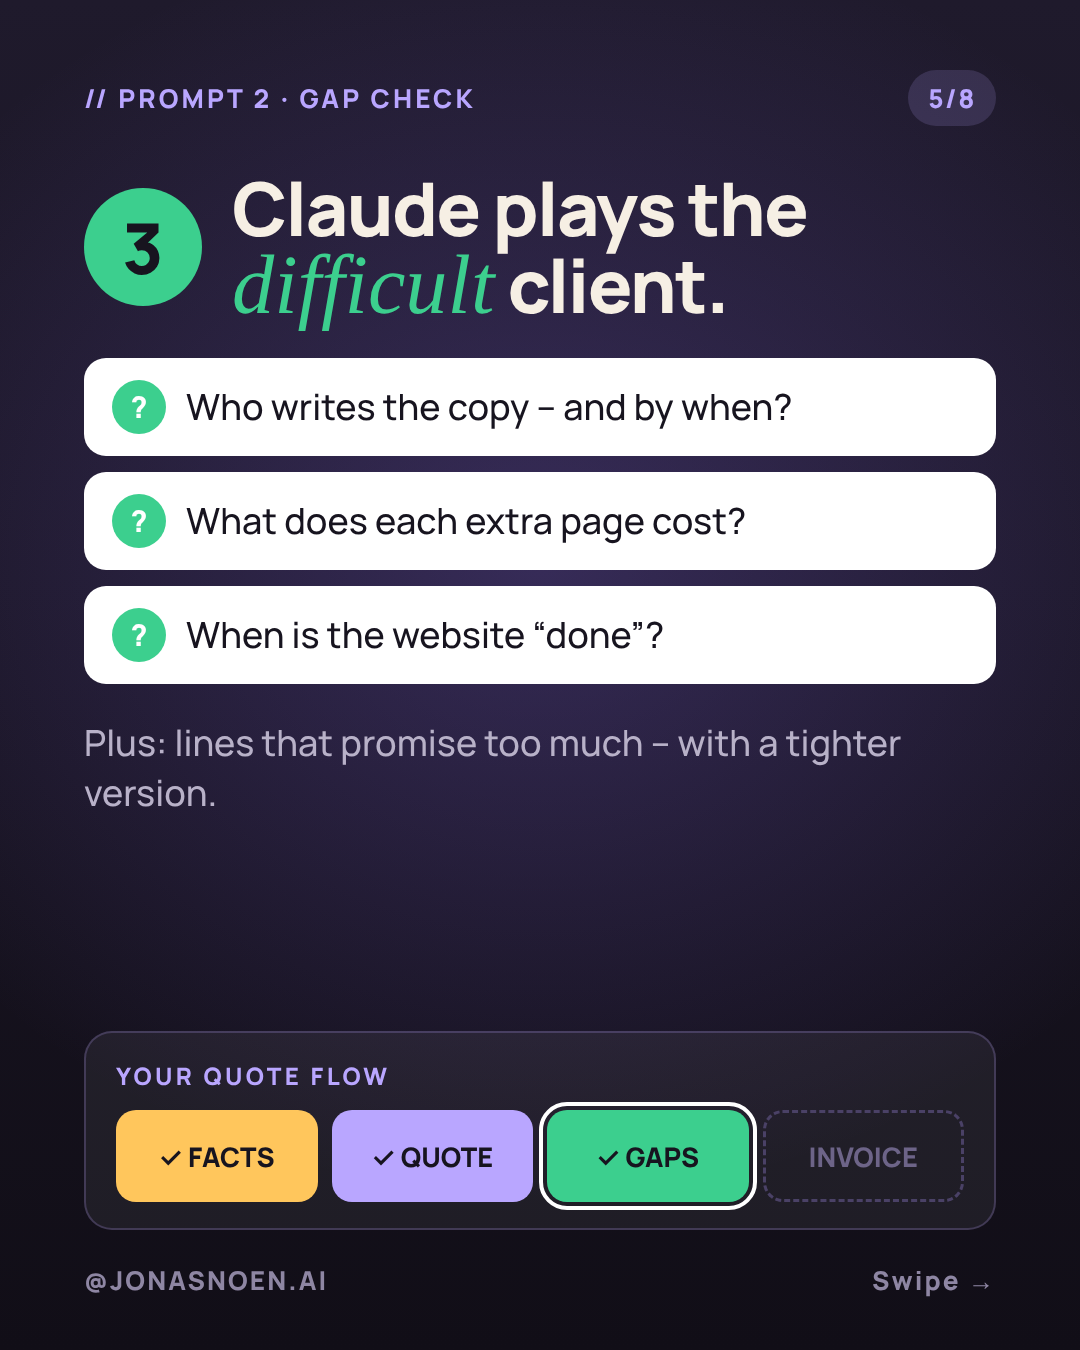 // PROMPT 2 · GAP CHECK
5/8
3
Claude plays the
difficult client.
? Who writes the copy – and by when?
? What does each extra page cost?
? When is the website “done”?
Plus: lines that promise too much – with a tighter
version.
YOUR QUOTE FLOW
✓ FACTS
✓ QUOTE
✓ GAPS
INVOICE
@JONASNOEN.AI
Swipe →